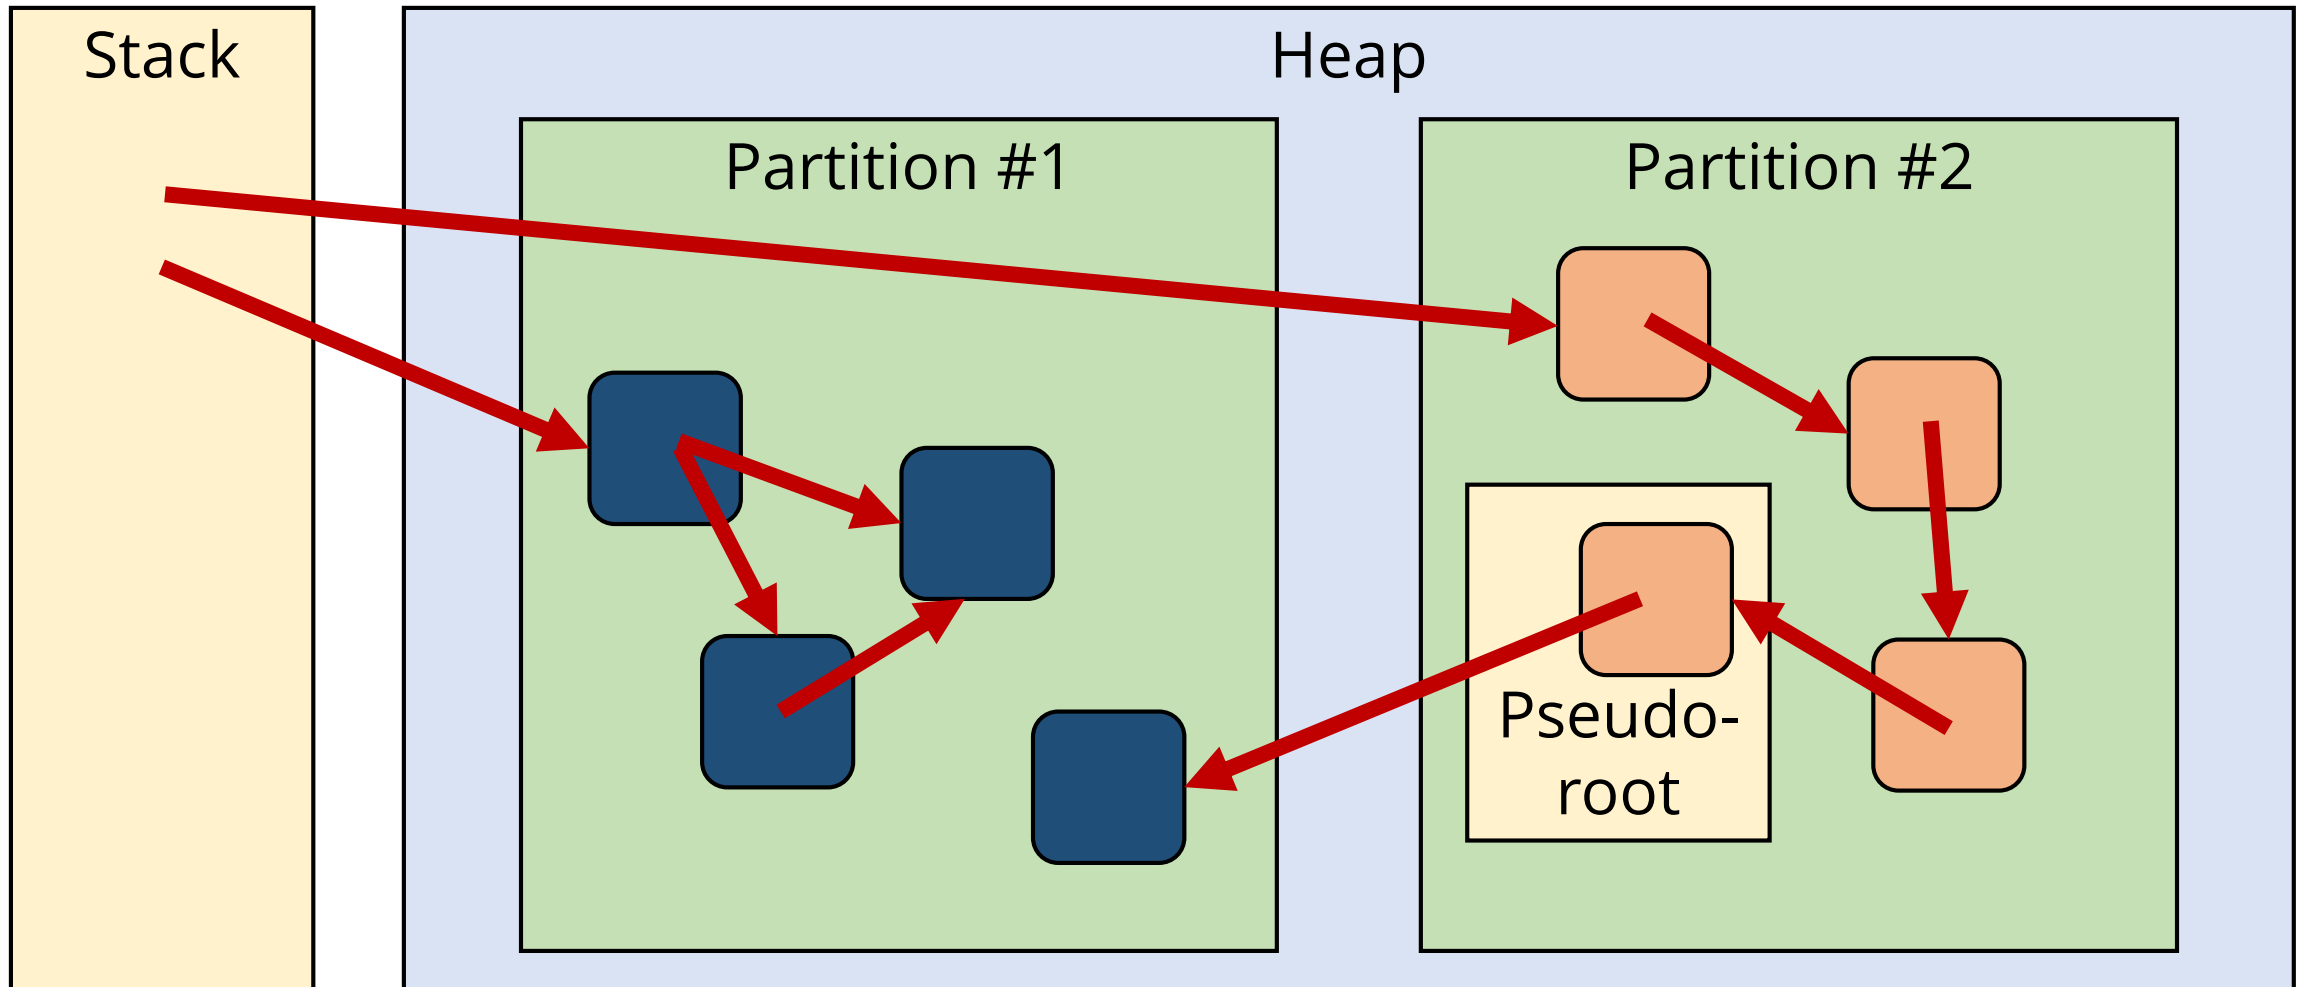 Stack
Heap
Partition #1
Partition #2
Pseudo-
root